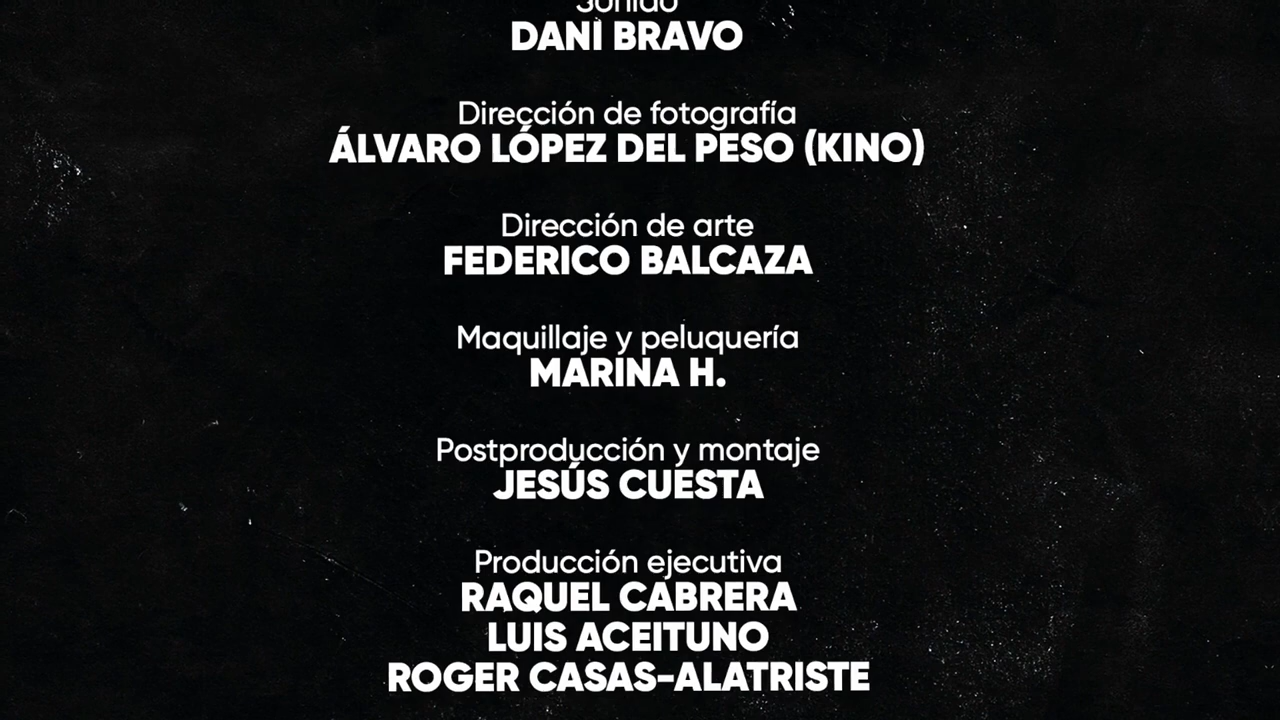 Sonido
DANI BRAVO
Dirección de fotografía
ÁLVARO LÓPEZ DEL PESO (KINO)
Dirección de arte
FEDERICO BALCAZA
Maquillaje y peluquería
MARINA H.
Postproducción y montaje
JESÚS CUESTA
Producción ejecutiva
RAQUEL CABRERA
LUIS ACEITUNO
ROGER CASAS-ALATRISTE